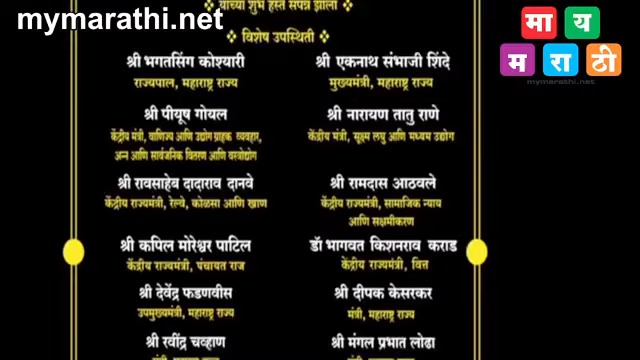 mymarathi.net
❖ यांच्या शुभ हस्ते संपन्न झाला ❖
मा य
म रा ठी
mymarathi.net
❖ विशेष उपस्थिती ❖
श्री भगतसिंग कोश्यारी
राज्यपाल, महाराष्ट्र राज्य
श्री एकनाथ संभाजी शिंदे
मुख्यमंत्री, महाराष्ट्र राज्य
श्री पीयूष गोयल
केंद्रीय मंत्री, वाणिज्य आणि उद्योग ग्राहक व्यवहार,
अन्न आणि सार्वजनिक वितरण आणि वस्त्रोद्योग
श्री नारायण तातु राणे
केंद्रीय मंत्री, सूक्ष्म लघु आणि मध्यम उद्योग
श्री रावसाहेब दादाराव दानवे
केंद्रीय राज्यमंत्री, रेल्वे, कोळसा आणि खाण
श्री रामदास आठवले
केंद्रीय राज्यमंत्री, सामाजिक न्याय
आणि सक्षमीकरण
श्री कपिल मोरेश्वर पाटिल
केंद्रीय राज्यमंत्री, पंचायत राज
डॉ भागवत किशनराव कराड
केंद्रीय राज्यमंत्री, वित्त
श्री देवेंद्र फडणवीस
उपमुख्यमंत्री, महाराष्ट्र राज्य
श्री दीपक केसरकर
मंत्री, महाराष्ट्र राज्य
श्री रवींद्र चव्हाण
श्री मंगल प्रभात लोढा